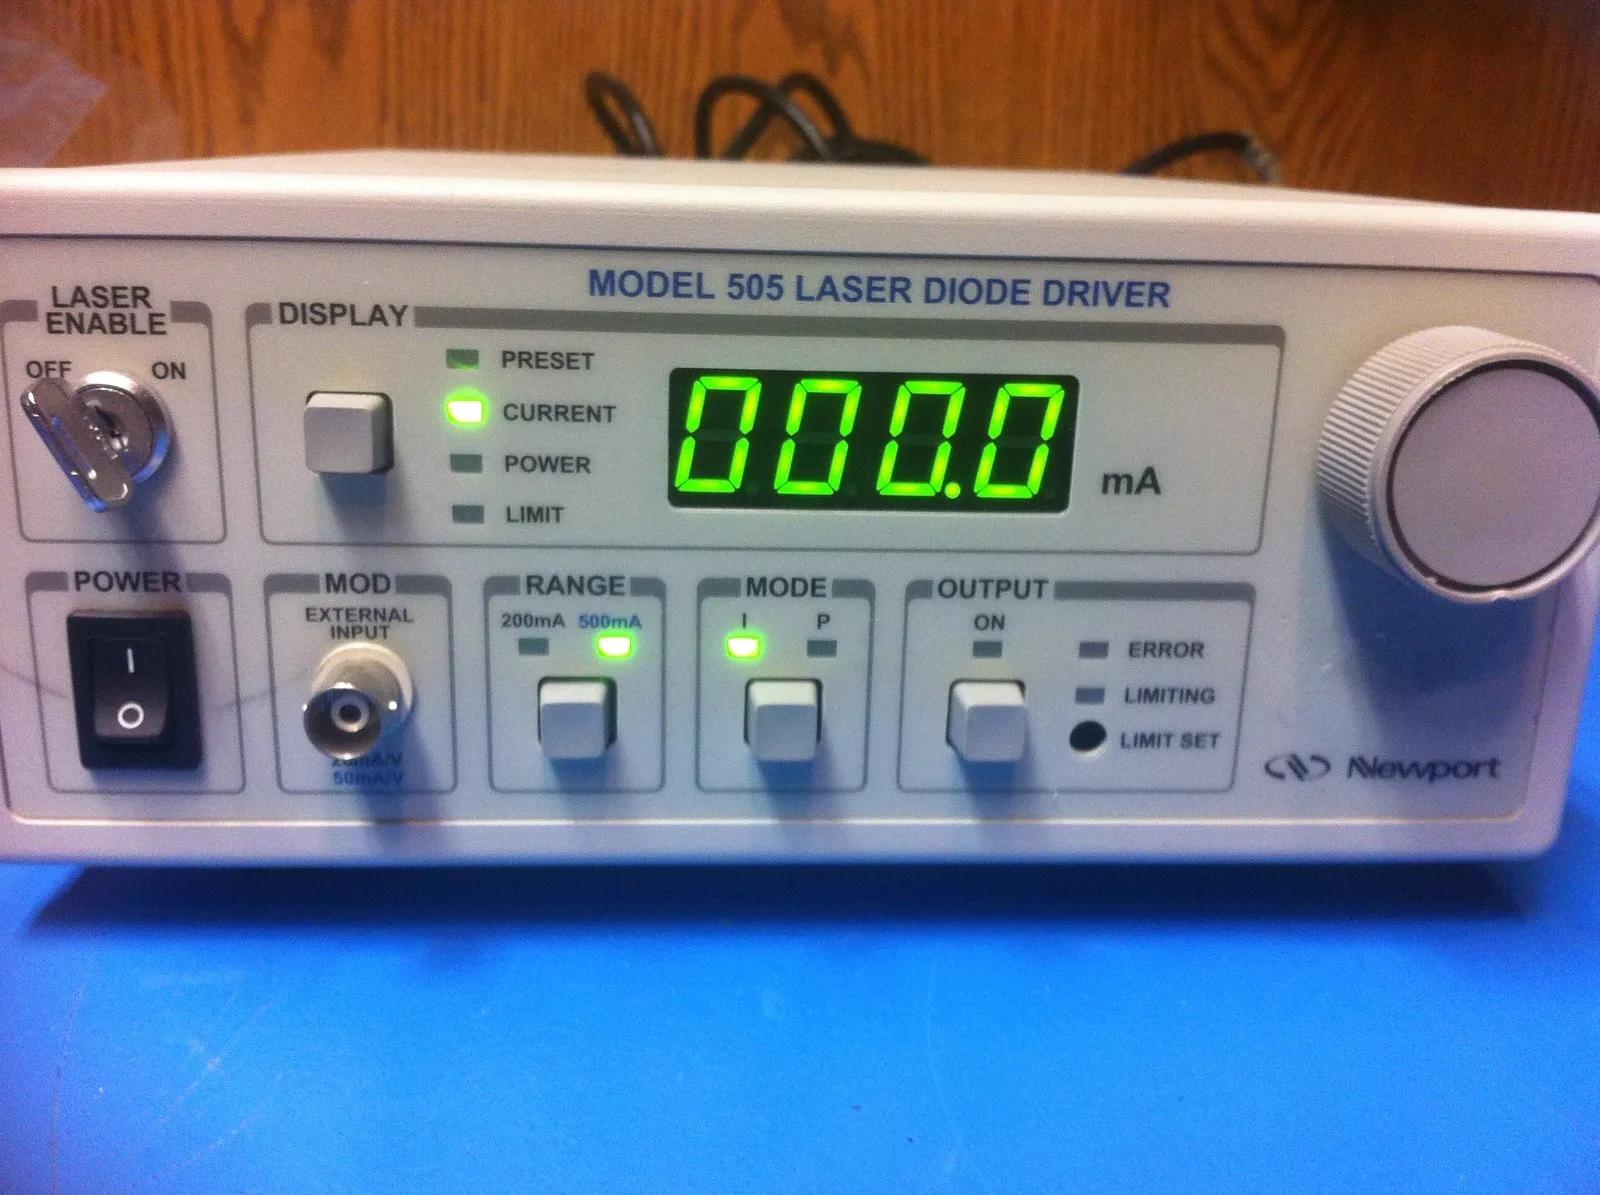 MODEL 505 LASER DIODE DRIVER
LASER
ENABLE
OFF ON
DISPLAY
PRESET
CURRENT
POWER
LIMIT
000.0
mA
POWER
I
O
MOD
EXTERNAL
INPUT
20mA/V
50mA/V
RANGE
200mA 500mA
MODE
I P
OUTPUT
ON
ERROR
LIMITING
LIMIT SET
Newport